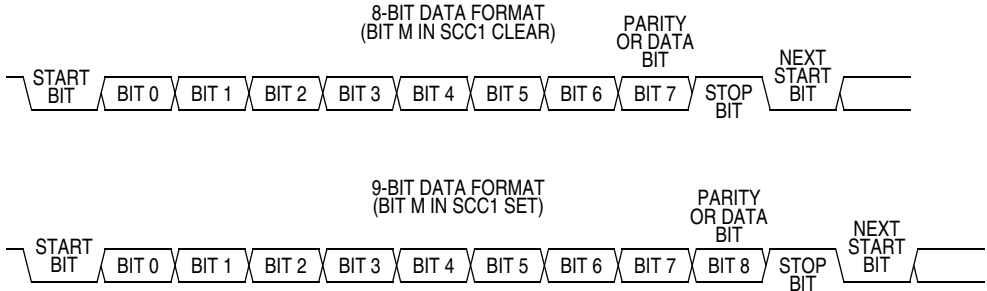 8-BIT DATA FORMAT
(BIT M IN SCC1 CLEAR)
PARITY
OR DATA
BIT
NEXT
START
BIT
START
BIT
BIT 0
BIT 1
BIT 2
BIT 3
BIT 4
BIT 5
BIT 6
BIT 7
STOP
BIT
9-BIT DATA FORMAT
(BIT M IN SCC1 SET)
PARITY
OR DATA
BIT
NEXT
START
BIT
START
BIT
BIT 0
BIT 1
BIT 2
BIT 3
BIT 4
BIT 5
BIT 6
BIT 7
BIT 8
STOP
BIT